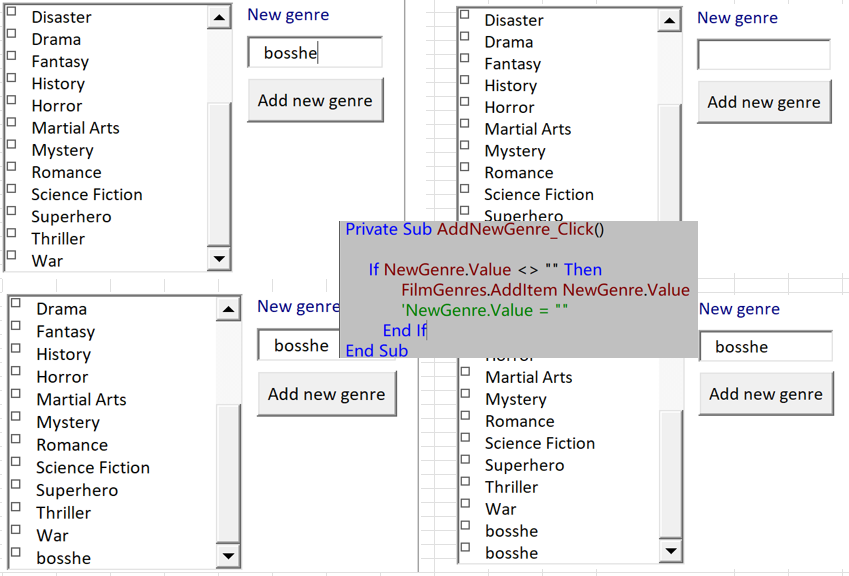 Disaster
Drama
Fantasy
History
Horror
Martial Arts
Mystery
Romance
Science Fiction
Superhero
Thriller
War
New genre
bosshe
Add new genre
Disaster
Drama
Fantasy
History
Horror
Martial Arts
Mystery
Romance
Science Fiction
Superhero
New genre
Add new genre
Private Sub AddNewGenre_Click()
If NewGenre.Value <> "" Then
FilmGenres.AddItem NewGenre.Value
'NewGenre.Value = ""
End If
End Sub
Drama
Fantasy
History
Horror
Martial Arts
Mystery
Romance
Science Fiction
Superhero
Thriller
War
bosshe
New genre
bosshe
Add new genre
Horror
Martial Arts
Mystery
Romance
Science Fiction
Superhero
Thriller
War
bosshe
bosshe
New genre
bosshe
Add new genre